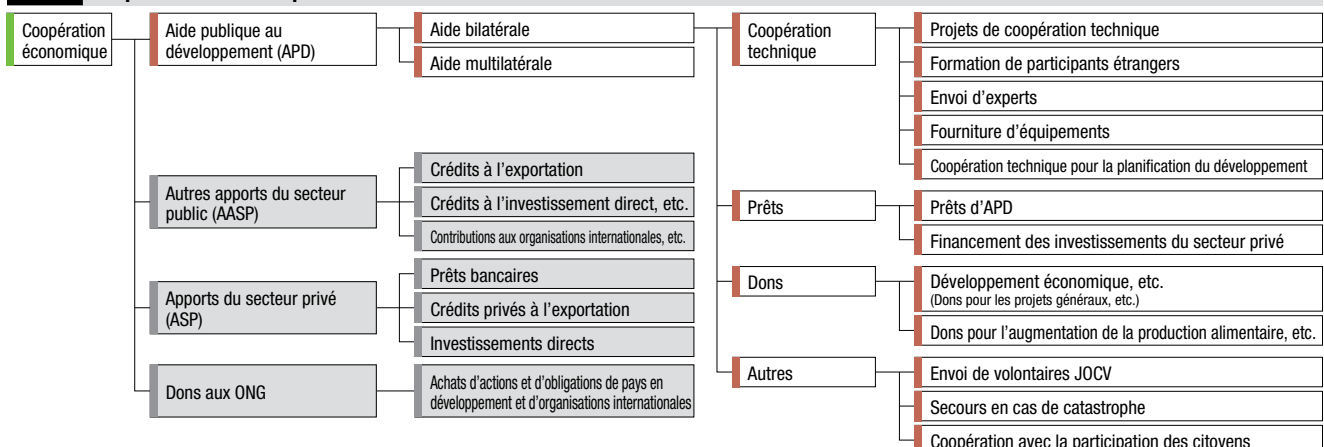 Coopération
économique
Aide publique au
développement (APD)
Aide bilatérale
Aide multilatérale
Coopération
technique
Projets de coopération technique
Formation de participants étrangers
Envoi d'experts
Fourniture d'équipements
Coopération technique pour la planification du développement
Autres apports du secteur
public (AASP)
Crédits à l'exportation
Crédits à l'investissement direct, etc.
Contributions aux organisations internationales, etc.
Prêts
Prêts d'APD
Financement des investissements du secteur privé
Apports du secteur privé
(ASP)
Prêts bancaires
Crédits privés à l'exportation
Investissements directs
Dons
Développement économique, etc.
(Dons pour les projets généraux, etc.)
Dons pour l'augmentation de la production alimentaire, etc.
Dons aux ONG
Achats d'actions et d'obligations de pays en
développement et d'organisations internationales
Autres
Envoi de volontaires JOCV
Secours en cas de catastrophe
Coopération avec la participation des citoyens